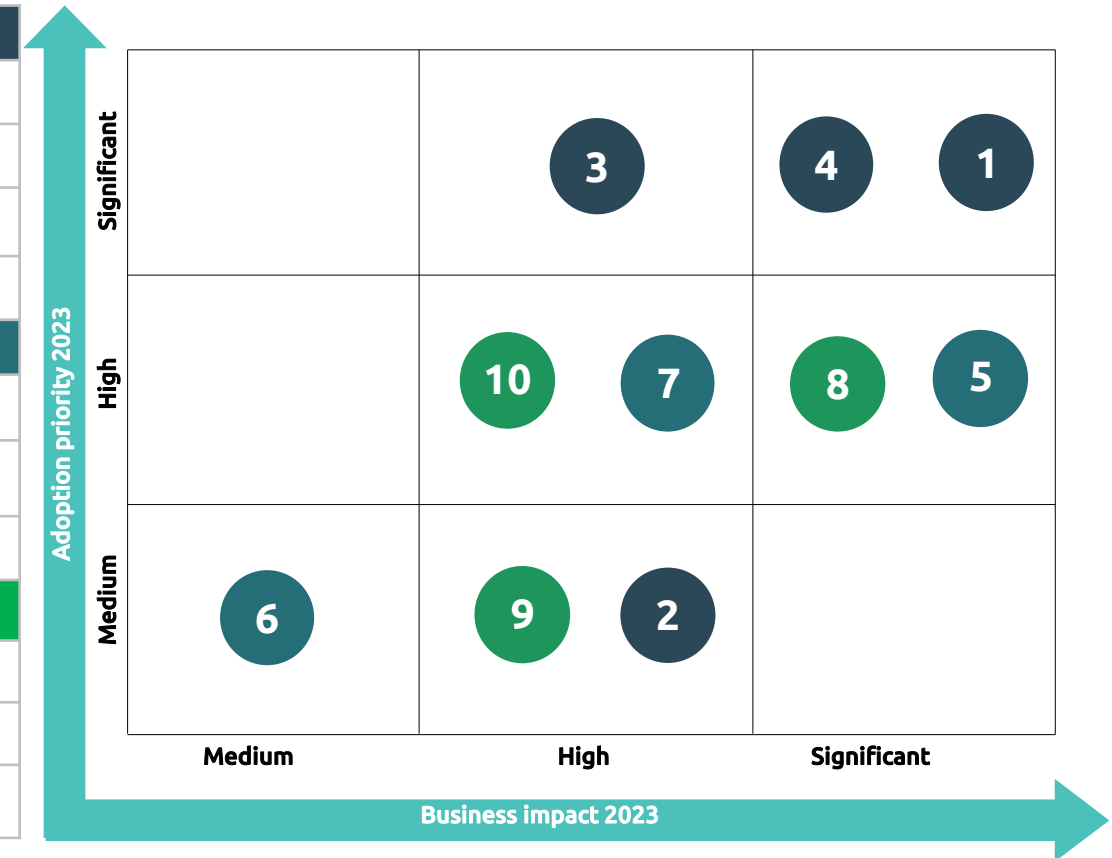 Adoption priority 2023
Significant
3
4
1
High
10
7
8
5
Medium
6
9
2
Medium
High
Significant
Business impact 2023